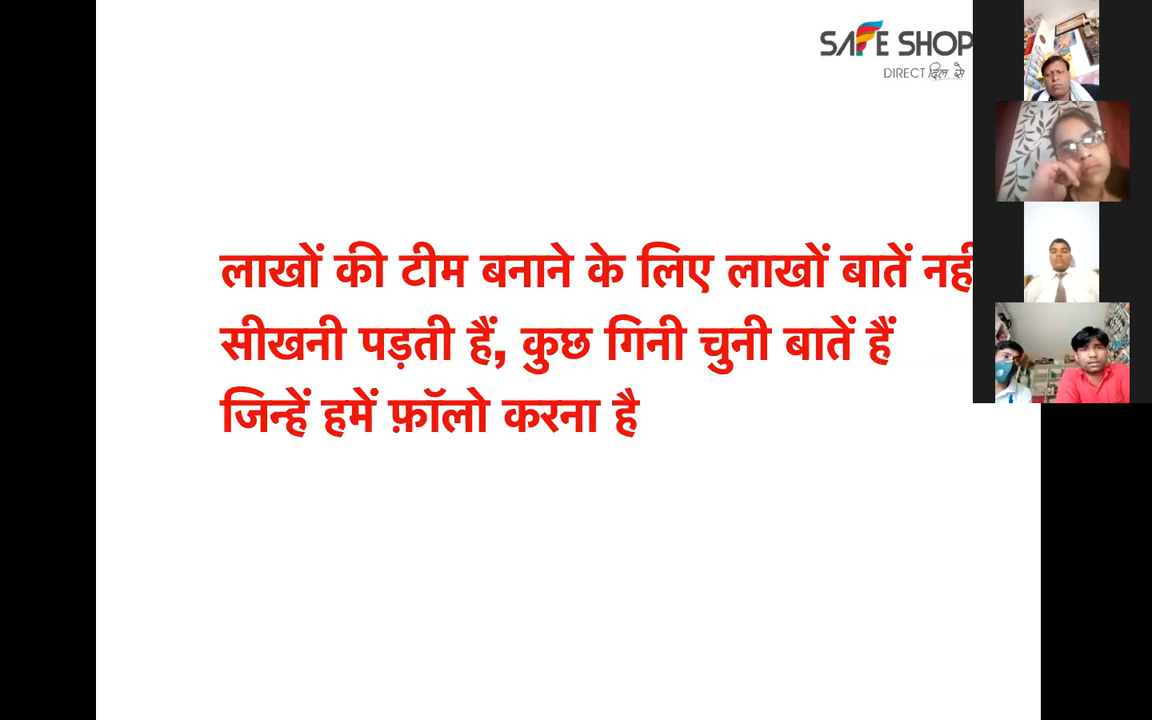 SAFE SHOP
DIRECT दिल से
लाखों की टीम बनाने के लिए लाखों बातें
सीखनी पड़ती हैं, कुछ गिनी चुनी बातें हैं
जिन्हें हमें फ़ॉलो करना है